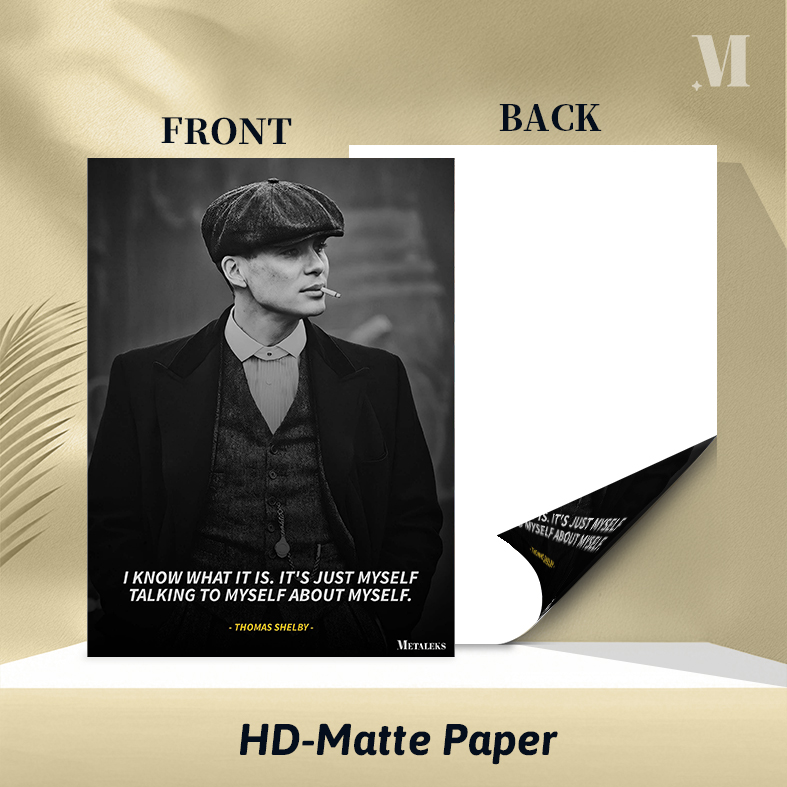 M
FRONT
BACK
I KNOW WHAT IT IS. IT'S JUST MYSELF
TALKING TO MYSELF ABOUT MYSELF.
- THOMAS SHELBY -
METALEKS
IS. IT'S JUST MYSELF
MYSELF ABOUT MYSELF.
HD-Matte Paper